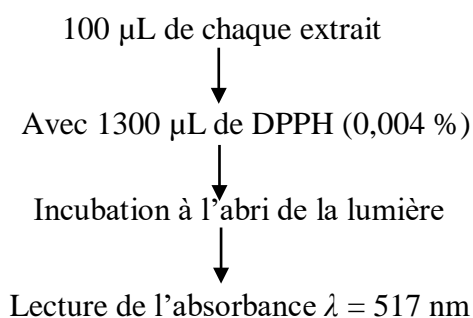 100 µL de chaque extrait
Avec 1300 µL de DPPH (0,004 %)
Incubation à l’abri de la lumière
Lecture de l’absorbance λ = 517 nm